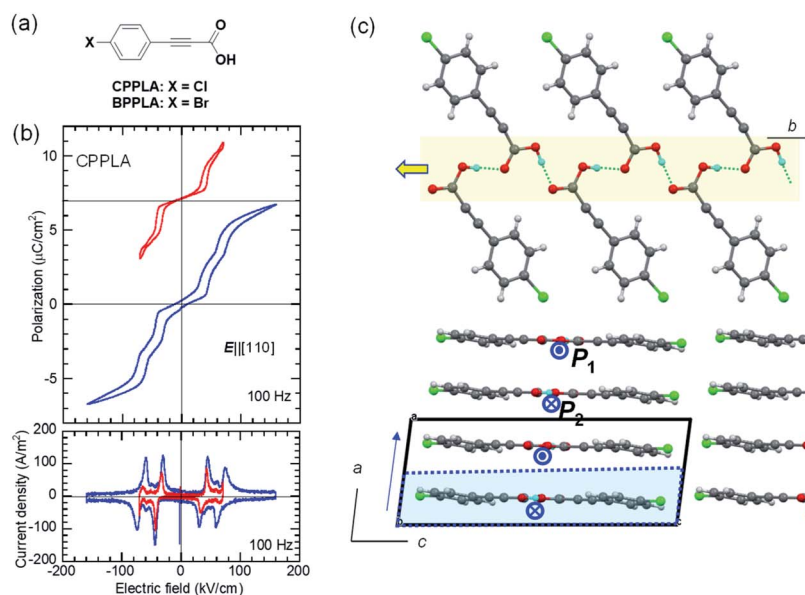 (a)
X
O
OH
CPPLA: X = Cl
BPPLA: X = Br
(b)
CPPLA
10
5
0
-5
Polarization (μC/cm²)
E||[110]
100 Hz
200
100
0
-100
-200
Current density (A/m²)
100 Hz
-200 -100 0 100 200
Electric field (kV/cm)
(c)
b
P1
P2
a
a
c